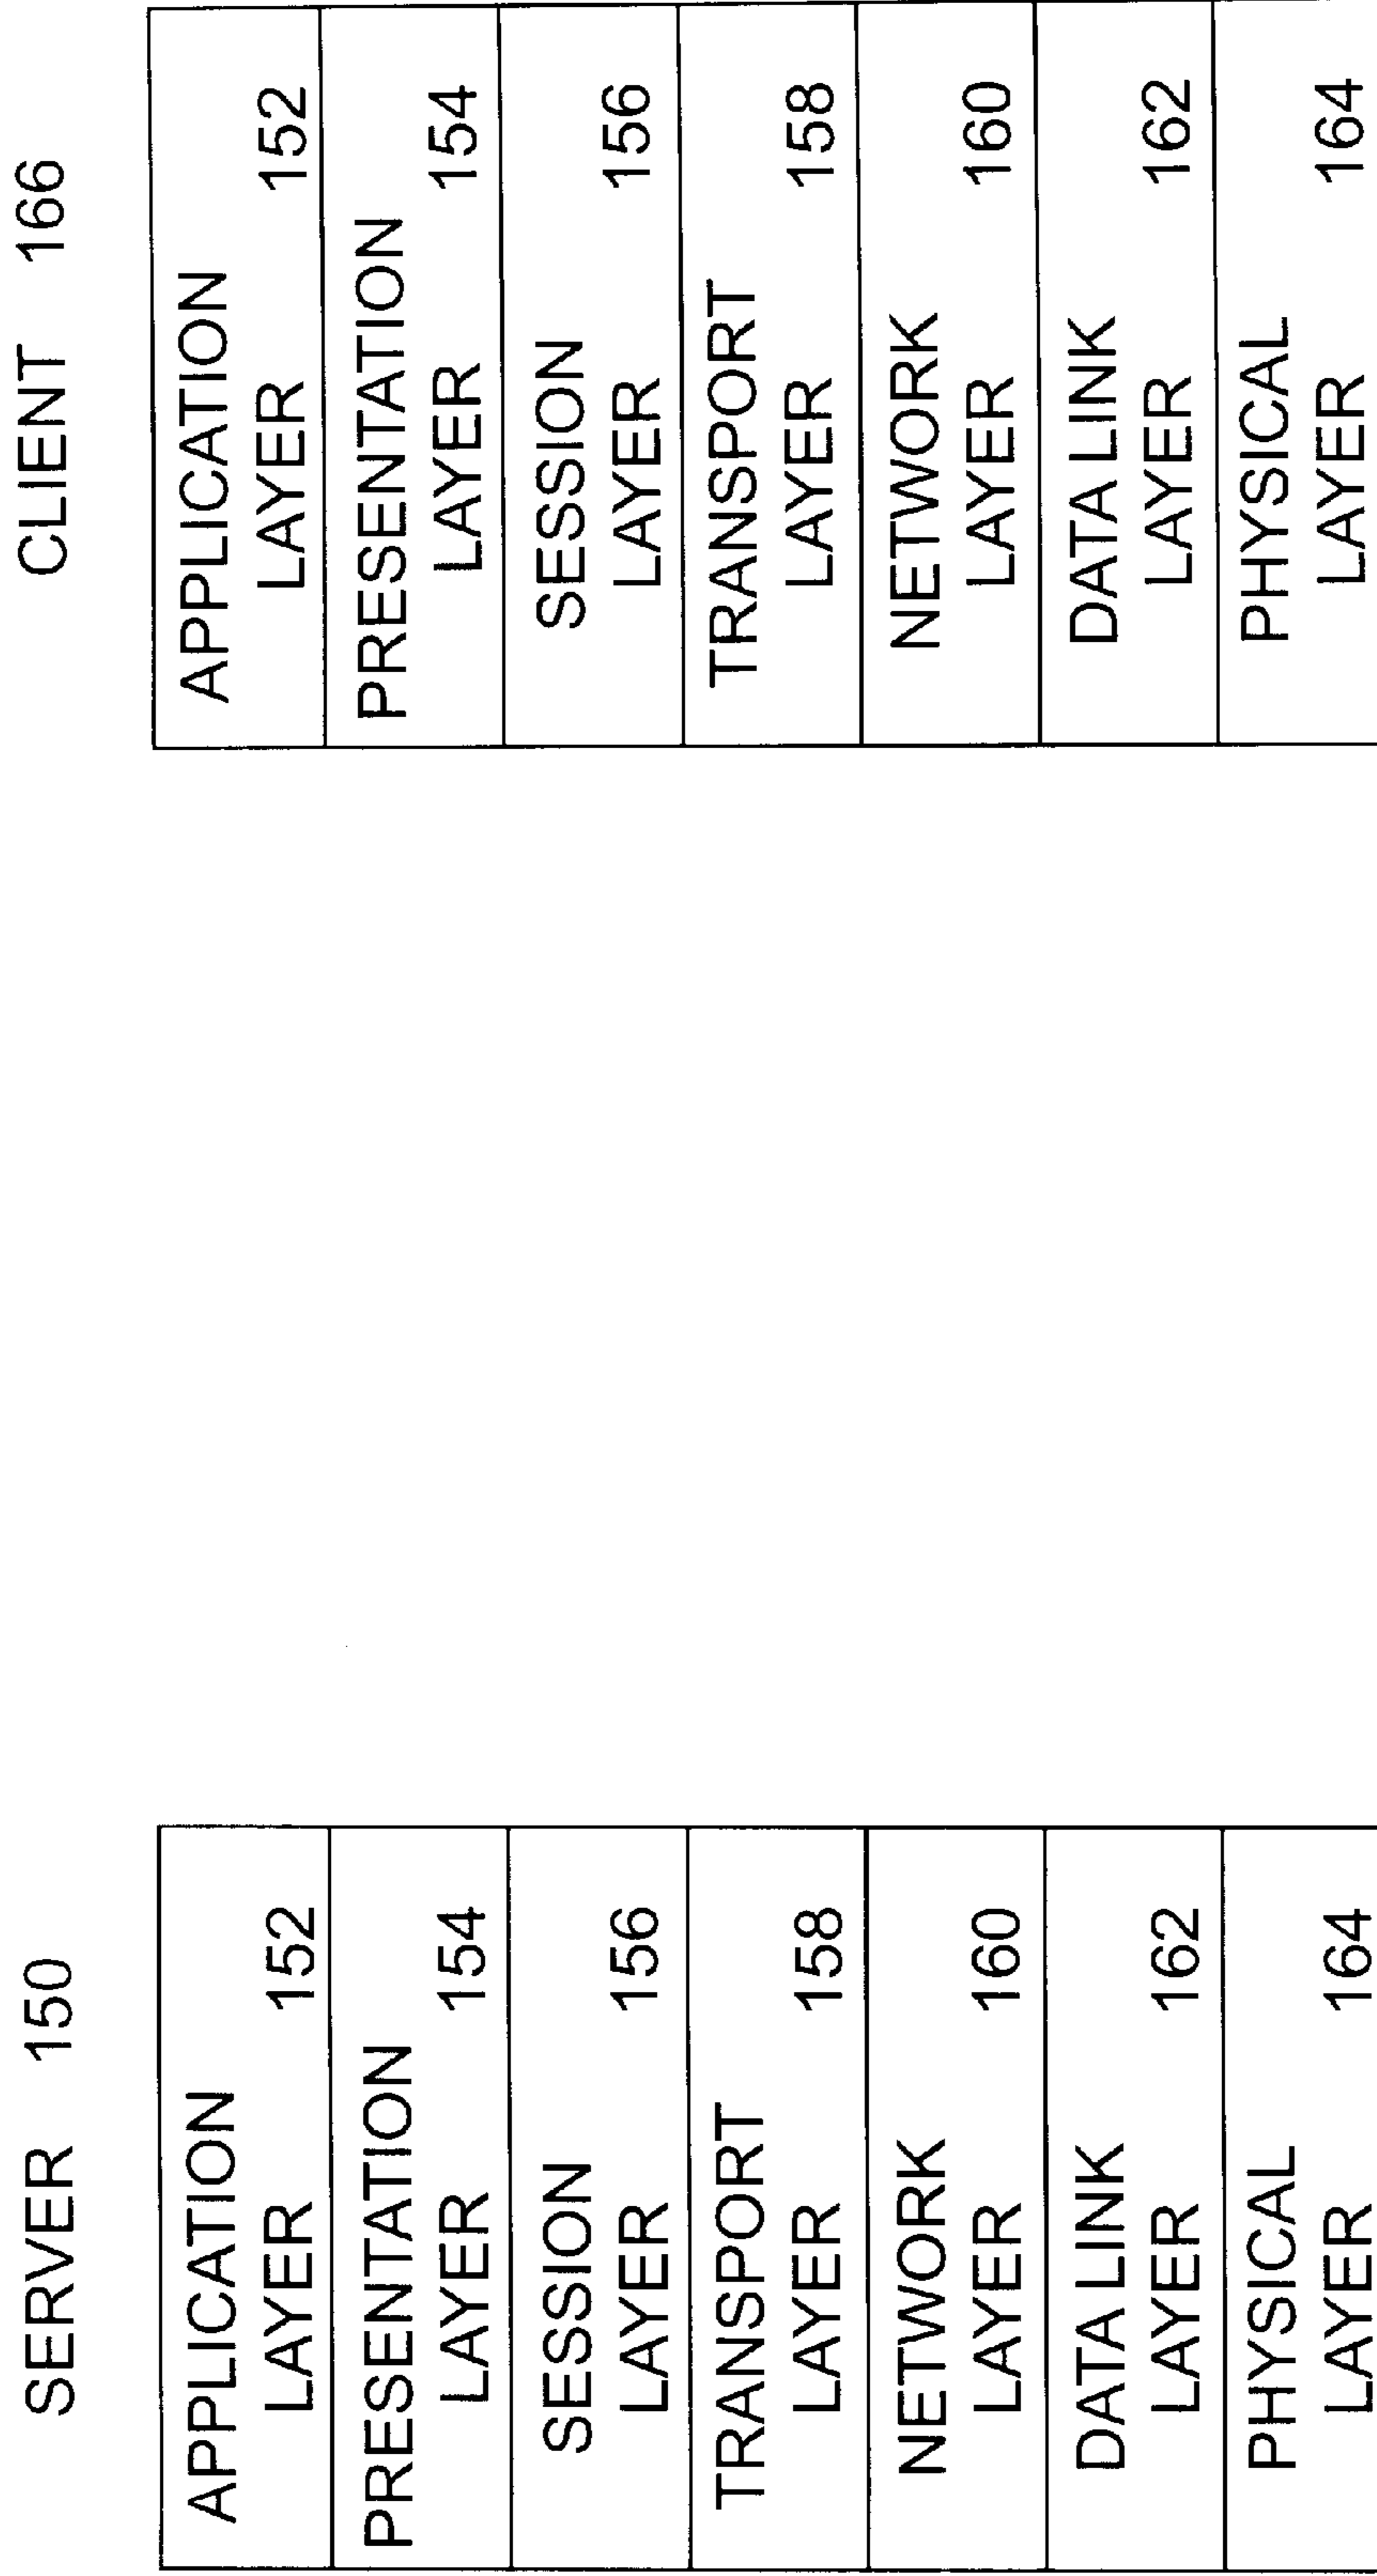 SERVER 150
APPLICATION
LAYER 152
PRESENTATION
LAYER 154
SESSION
LAYER 156
TRANSPORT
LAYER 158
NETWORK
LAYER 160
DATA LINK
LAYER 162
PHYSICAL
LAYER 164
CLIENT 166
APPLICATION
LAYER 152
PRESENTATION
LAYER 154
SESSION
LAYER 156
TRANSPORT
LAYER 158
NETWORK
LAYER 160
DATA LINK
LAYER 162
PHYSICAL
LAYER 164